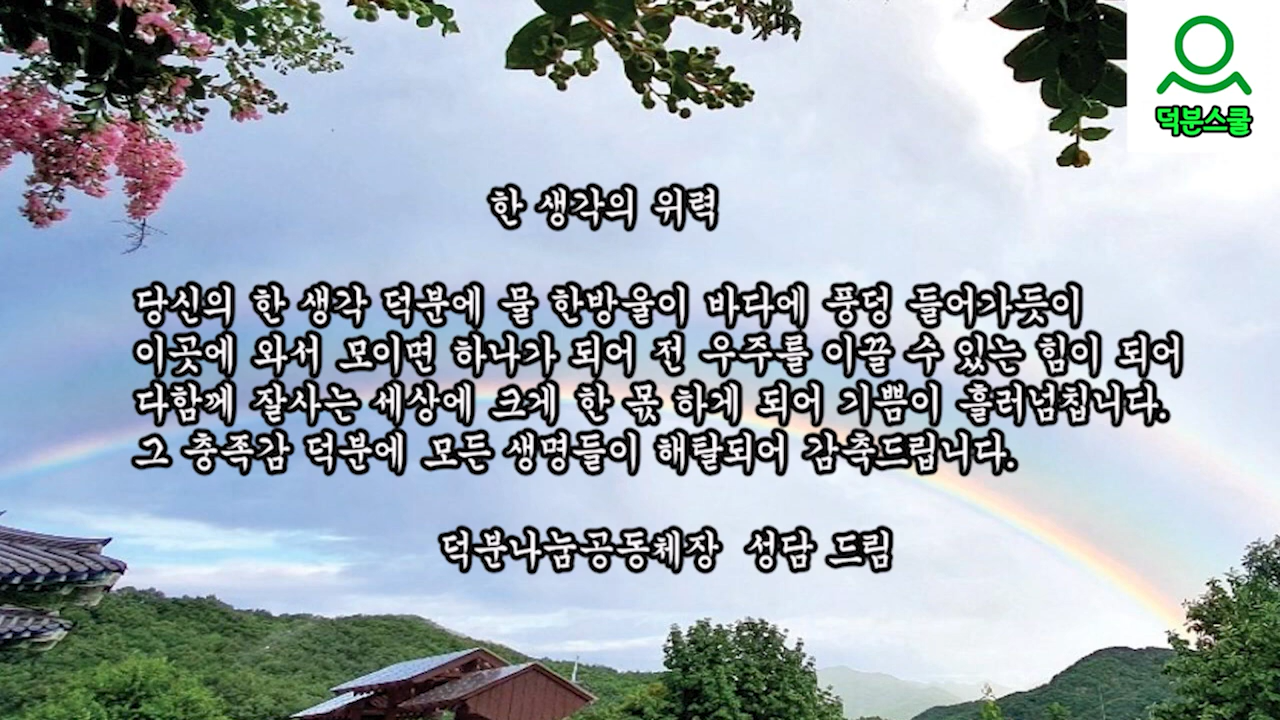 덕분스쿨
한 생각의 위력
당신의 한 생각 덕분에 물 한방울이 바다에 풍덩 들어가듯이
이곳에 와서 모이면 하나가 되어 전 우주를 이끌 수 있는 힘이 되어
다함께 잘사는 세상에 크게 한 몫 하게 되어 기쁨이 흘러넘칩니다.
그 충족감 덕분에 모든 생명들이 해탈되어 감축드립니다.
덕분나눔공동체장 성담 드림